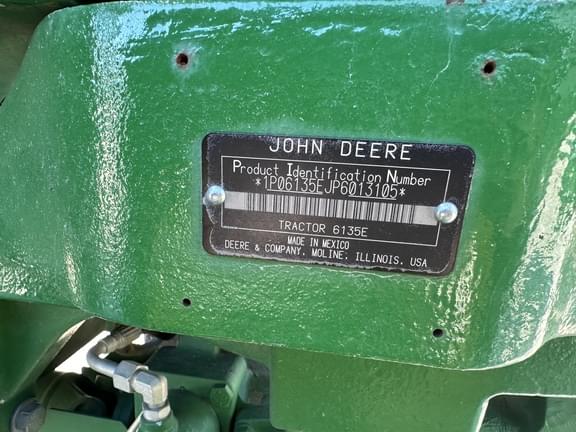 JOHN DEERE
Product Identification Number
*1P06135EJP6013105*
TRACTOR 6135E
MADE IN MEXICO
DEERE & COMPANY, MOLINE, ILLINOIS, USA